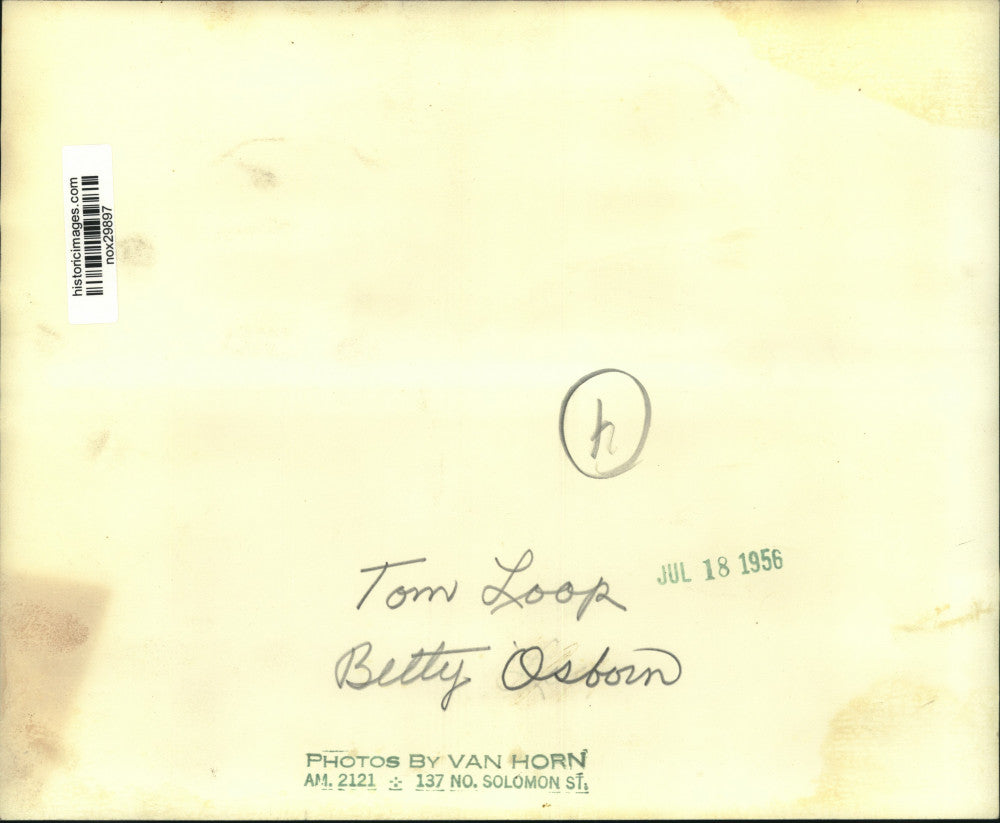 historicimages.com
nox29897
h
Tom Loop
JUL 18 1956
Betty Osborn
PHOTOS BY VAN HORN
AM. 2121 ÷ 137 NO. SOLOMON ST.